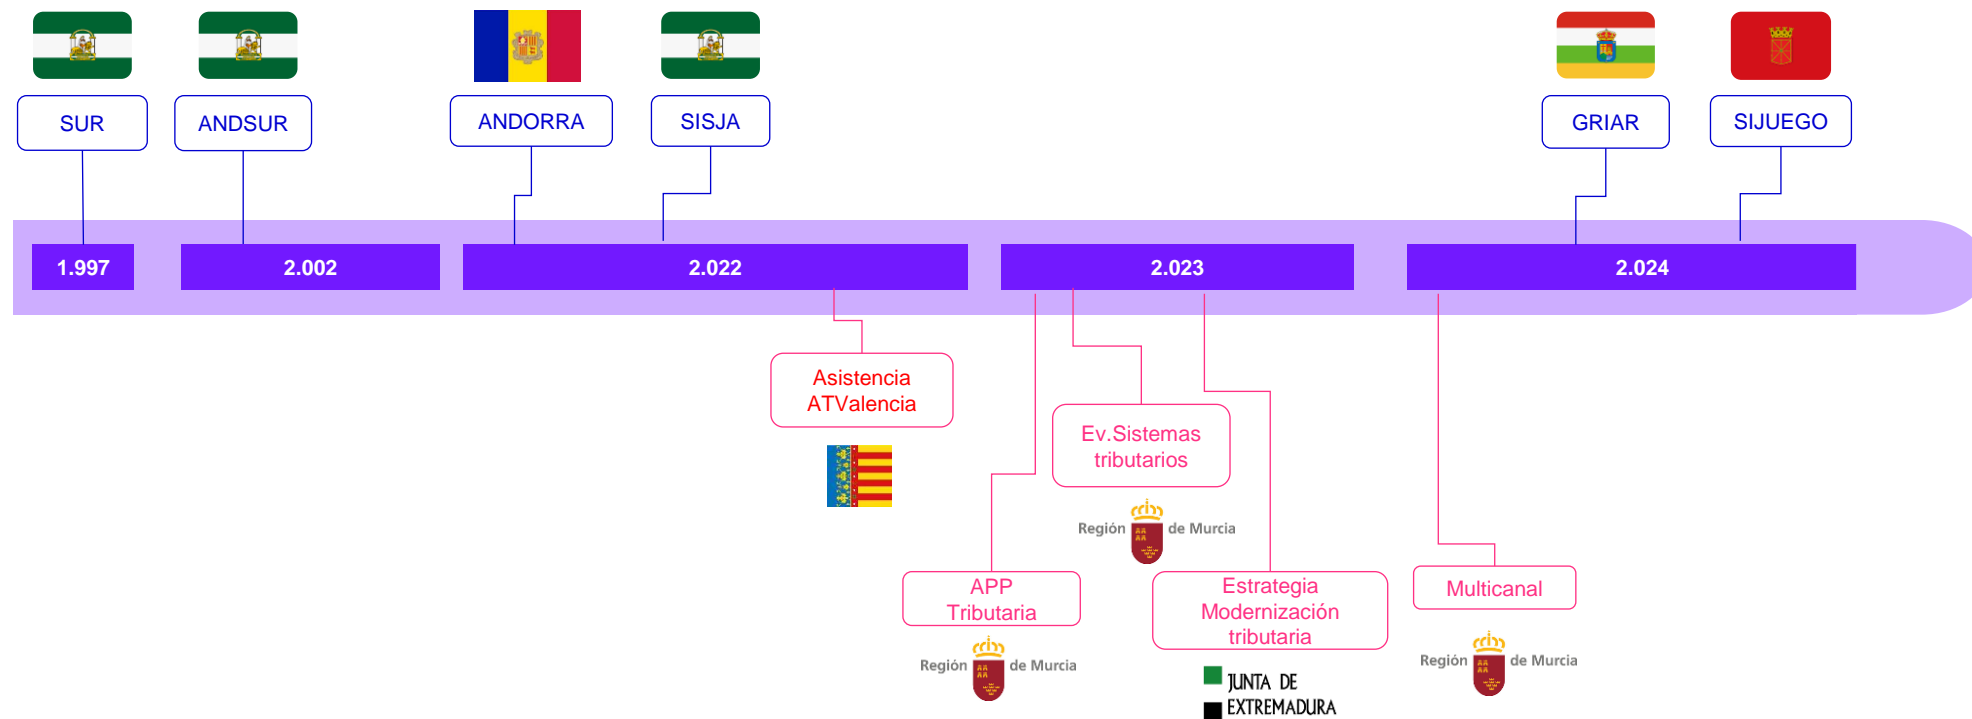 SUR
ANDSUR
ANDORRA
SISJA
GRIAR
SIJUEGO
1.997
2.002
2.022
2.023
2.024
Asistencia
ATValencia
Ev.Sistemas
tributarios
Región de Murcia
APP
Tributaria
Región de Murcia
Estrategia
Modernización
tributaria
JUNTA DE
EXTREMADURA
Multicanal
Región de Murcia